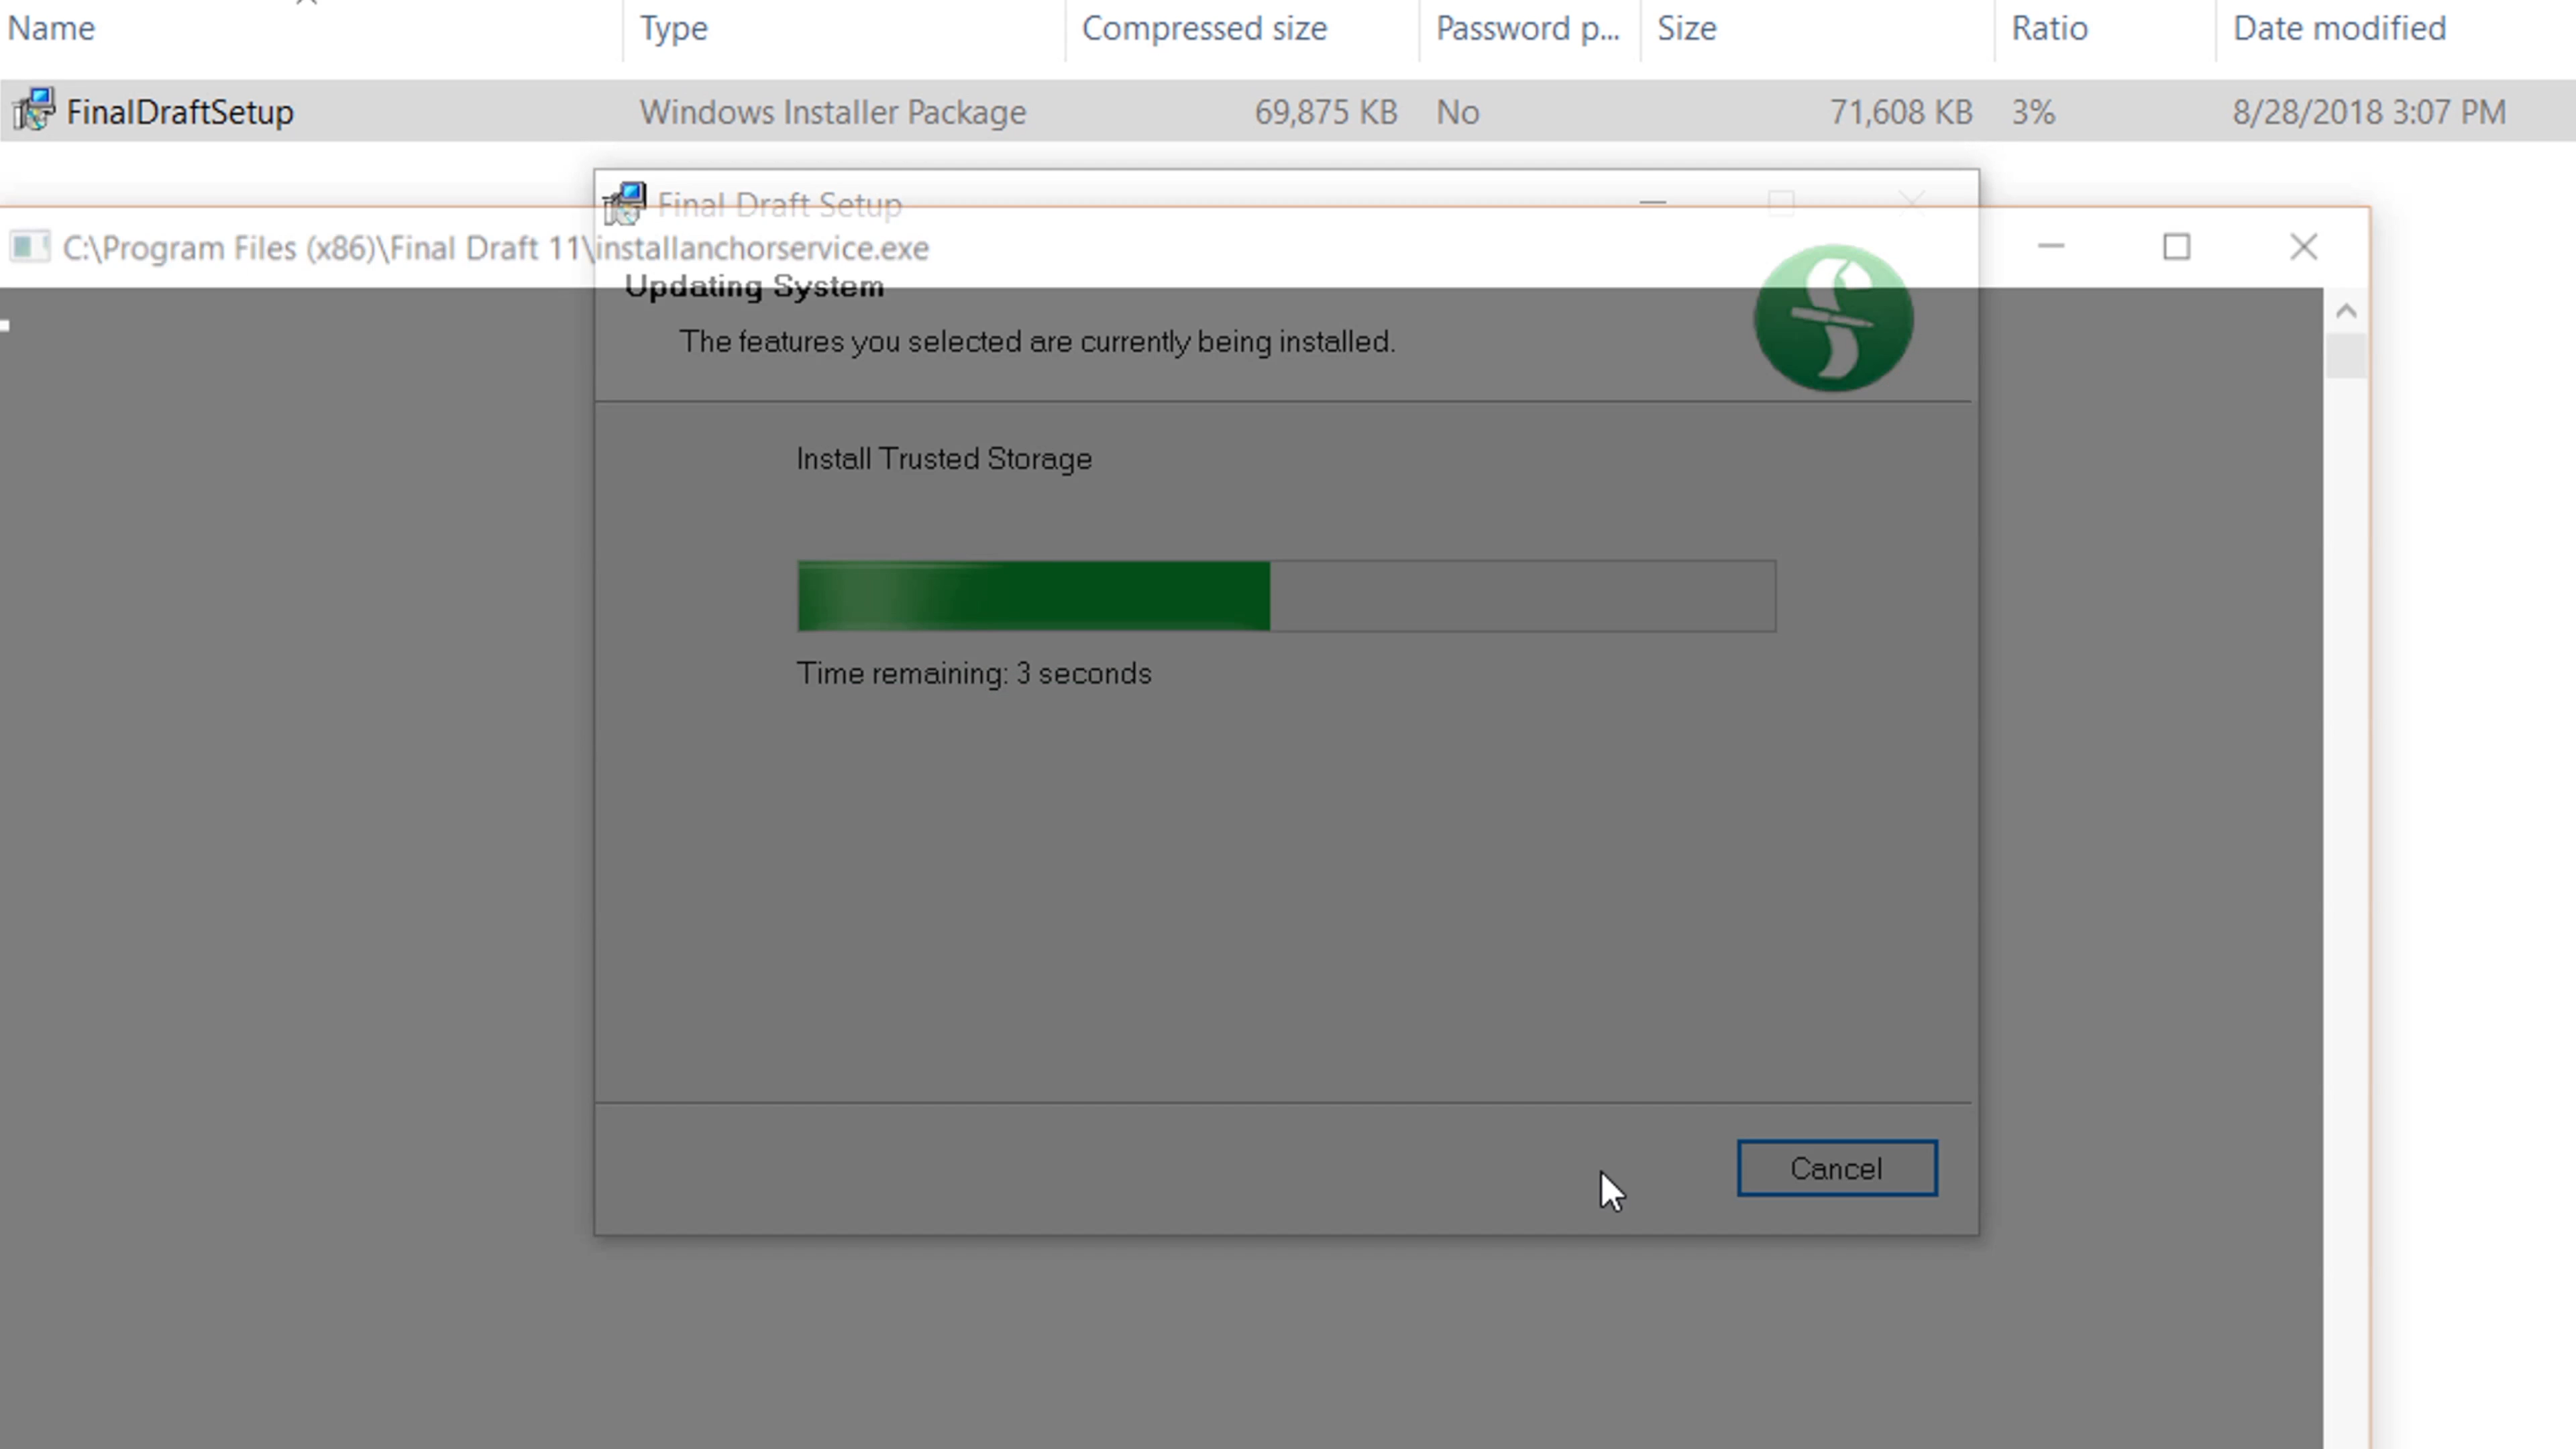 Name Type Compressed size Password p... Size Ratio Date modified
FinalDraftSetup Windows Installer Package 69,875 KB No 71,608 KB 3% 8/28/2018 3:07 PM
Final Draft Setup
C:\Program Files (x86)\Final Draft 11\installanchorservice.exe
Updating System
The features you selected are currently being installed.
Install Trusted Storage
Time remaining: 3 seconds
Cancel